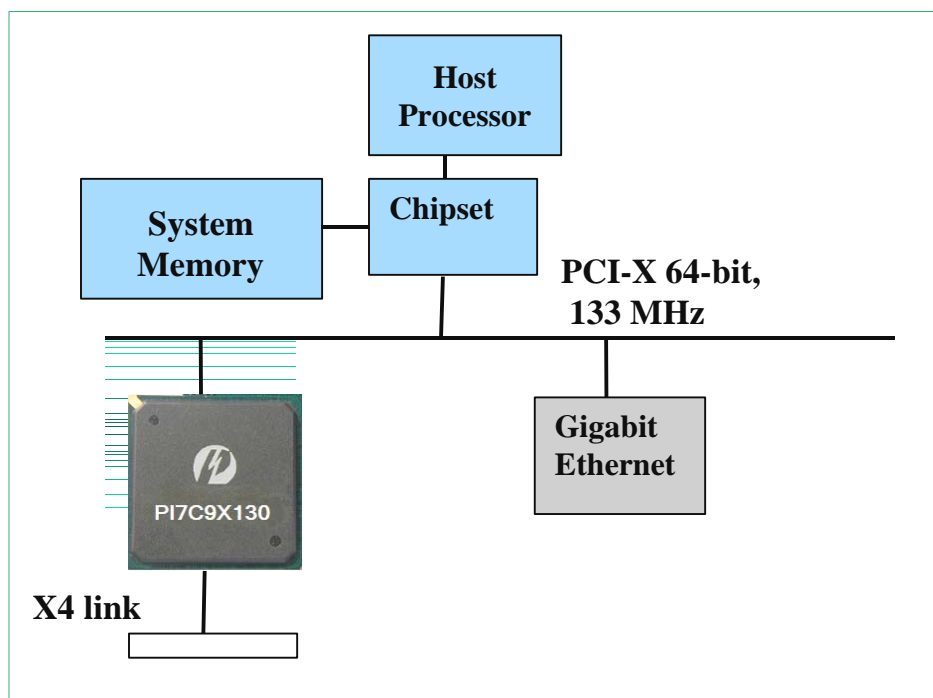 Host
Processor
Chipset
System
Memory
PCI-X 64-bit,
133 MHz
Gigabit
Ethernet
PI7C9X130
X4 link